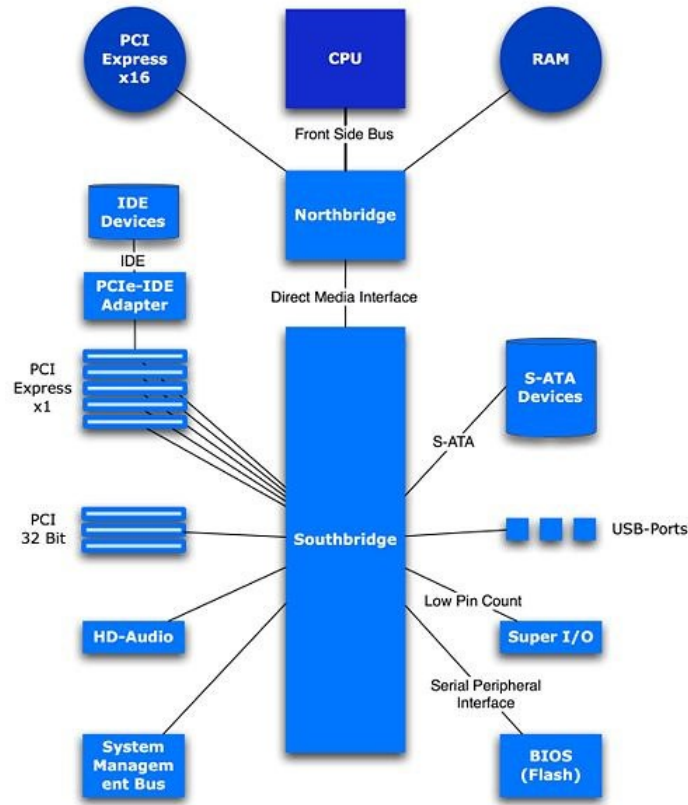 PCI
Express
x16
CPU
RAM
Front Side Bus
Northbridge
IDE
Devices
IDE
PCIe-IDE
Adapter
Direct Media Interface
PCI
Express
x1
S-ATA
Devices
S-ATA
PCI
32 Bit
Southbridge
USB-Ports
HD-Audio
Low Pin Count
Super I/O
Serial Peripheral
Interface
System
Managem
ent Bus
BIOS
(Flash)